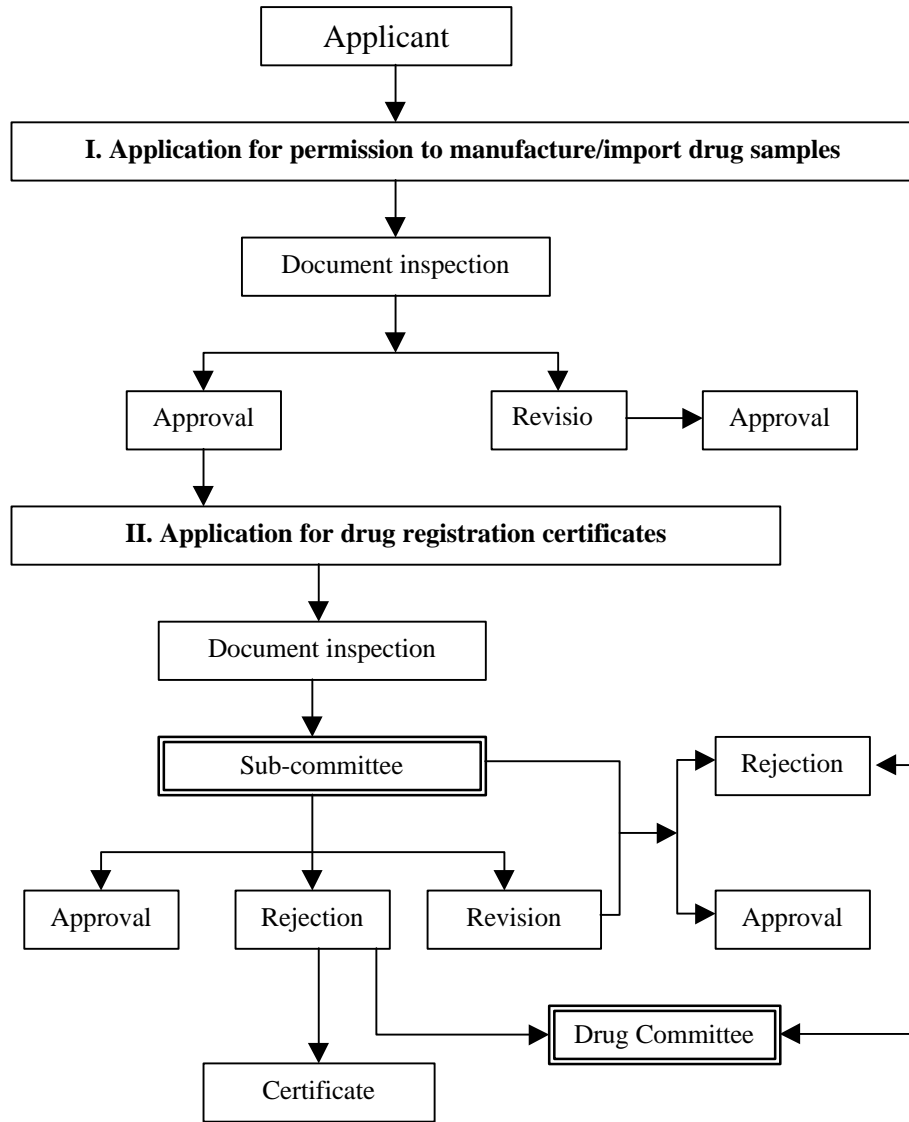 Applicant
I. Application for permission to manufacture/import drug samples
Document inspection
Approval
Revisio
Approval
II. Application for drug registration certificates
Document inspection
Sub-committee
Rejection
Approval
Rejection
Revision
Approval
Drug Committee
Certificate